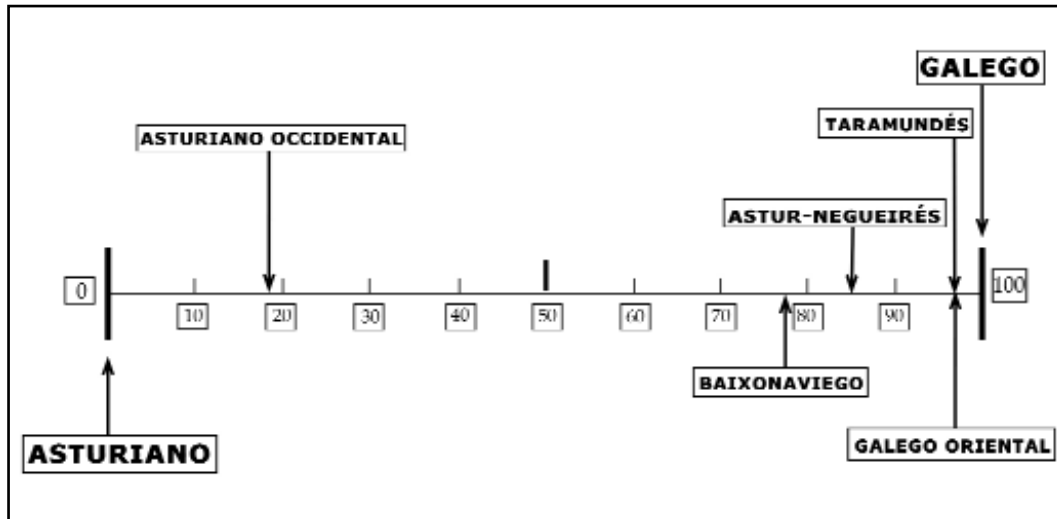 GALEGO
TARAMUNDÉS
ASTURIANO OCCIDENTAL
ASTUR-NEGUEIRÉS
0
100
10
20
30
40
50
60
70
80
90
BAIXONAVIEGO
ASTURIANO
GALEGO ORIENTAL